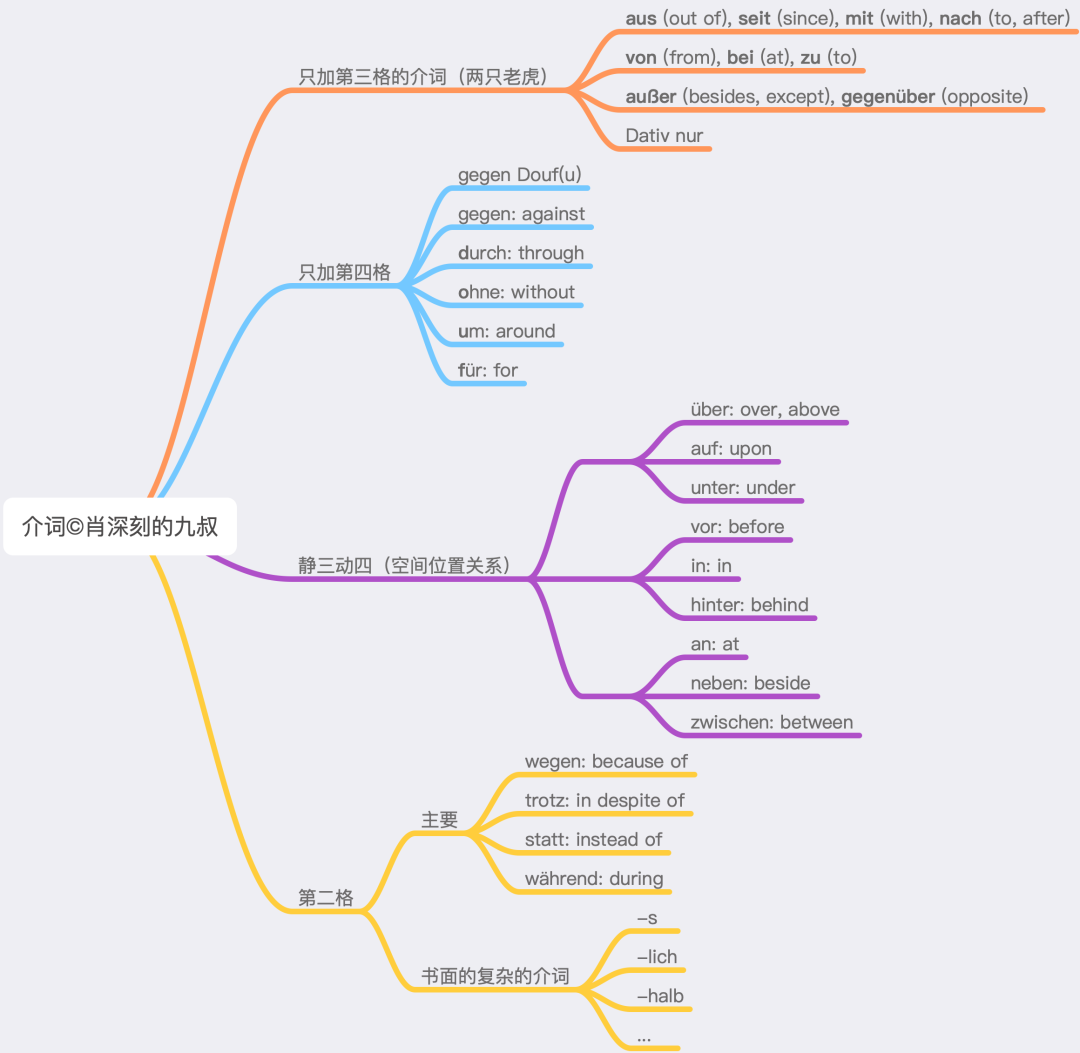 aus (out of), seit (since), mit (with), nach (to, after)
只加第三格的介词（两只老虎）
von (from), bei (at), zu (to)
außer (besides, except), gegenüber (opposite)
Dativ nur
gegen Douf(u)
gegen: against
durch: through
只加第四格
ohne: without
um: around
für: for
über: over, above
auf: upon
unter: under
介词©肖深刻的九叔
vor: before
静三动四（空间位置关系）
in: in
hinter: behind
an: at
neben: beside
zwischen: between
wegen: because of
trotz: in despite of
主要
statt: instead of
während: during
第二格
–s
–lich
书面的复杂的介词
–halb
...